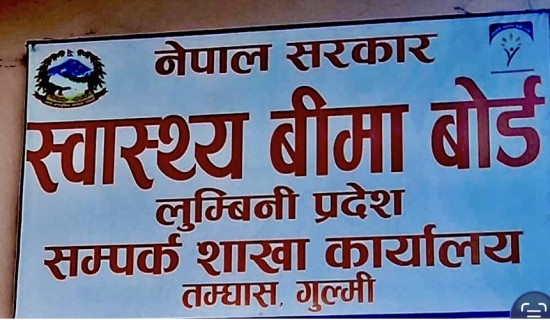 नेपाल सरकार
स्वास्थ्य बीमा बोर्ड
लुम्बिनी प्रदेश
सम्पर्क शाखा कार्यालय
तम्घास, गुल्मी